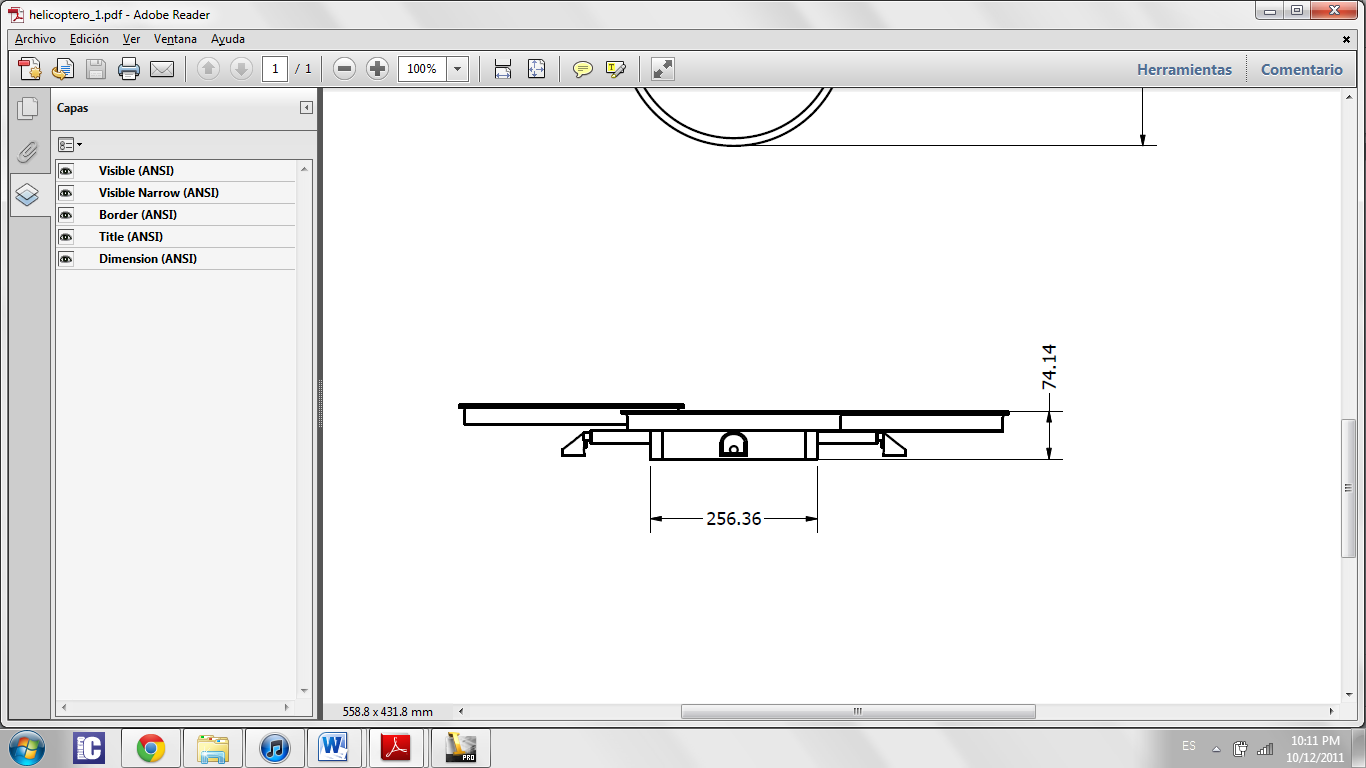 helicoptero_1.pdf - Adobe Reader
Archivo Edición Ver Ventana Ayuda
1 / 1 100% Herramientas Comentario
Capas
Visible (ANSI)
Visible Narrow (ANSI)
Border (ANSI)
Title (ANSI)
Dimension (ANSI)
74.14
256.36
558.8 x 431.8 mm
ES 10:11 PM
10/12/2011
PRO